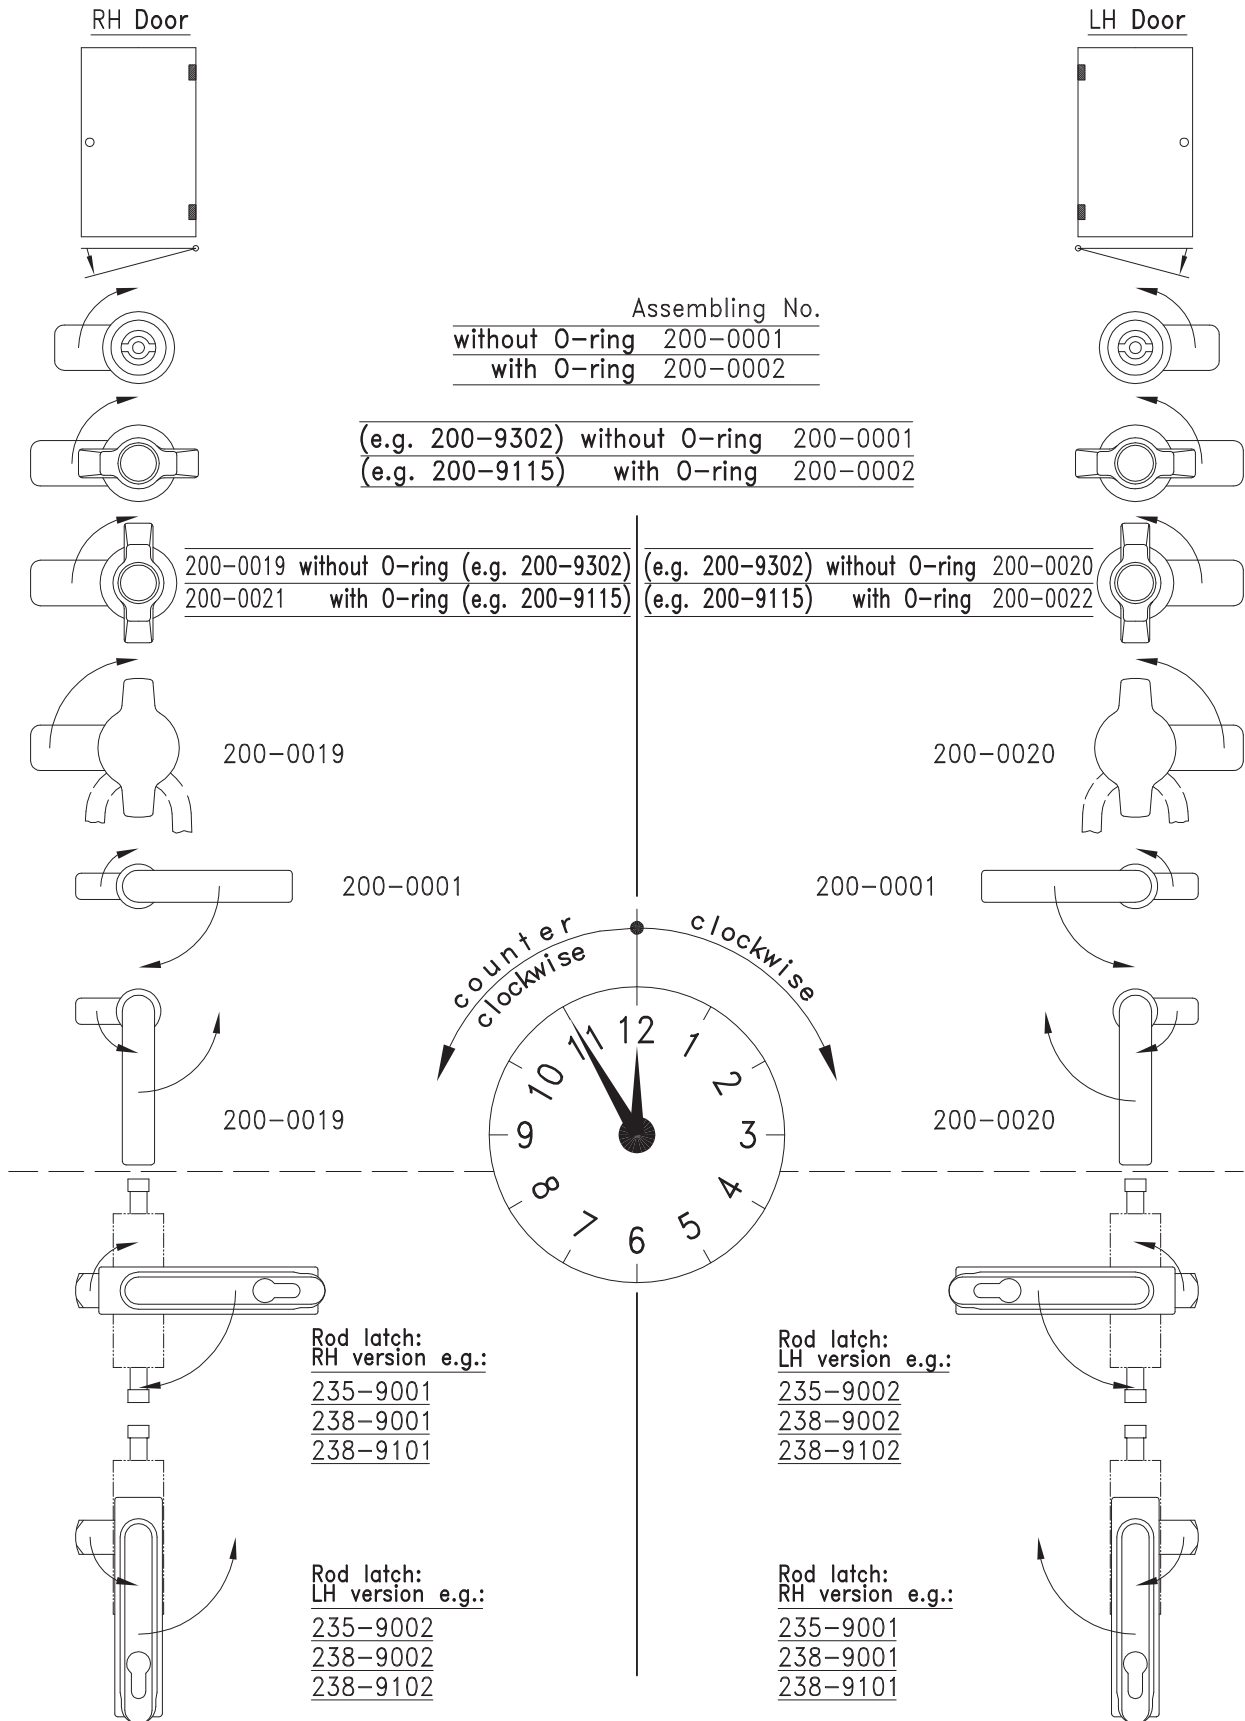 RH Door
LH Door
Assembling No.
without O-ring 200-0001
with O-ring 200-0002
(e.g. 200-9302) without O-ring 200-0001
(e.g. 200-9115) with O-ring 200-0002
200-0019 without O-ring (e.g. 200-9302)
(e.g. 200-9302) without O-ring 200-0020
200-0021 with O-ring (e.g. 200-9115)
(e.g. 200-9115) with O-ring 200-0022
200-0019
200-0020
200-0001
200-0001
counter
clockwise
clockwise
12
1
2
3
4
5
6
7
8
9
10
11
200-0019
200-0020
Rod latch:
RH version e.g.:
235-9001
238-9001
238-9101
Rod latch:
LH version e.g.:
235-9002
238-9002
238-9102
Rod latch:
LH version e.g.:
235-9002
238-9002
238-9102
Rod latch:
RH version e.g.:
235-9001
238-9001
238-9101